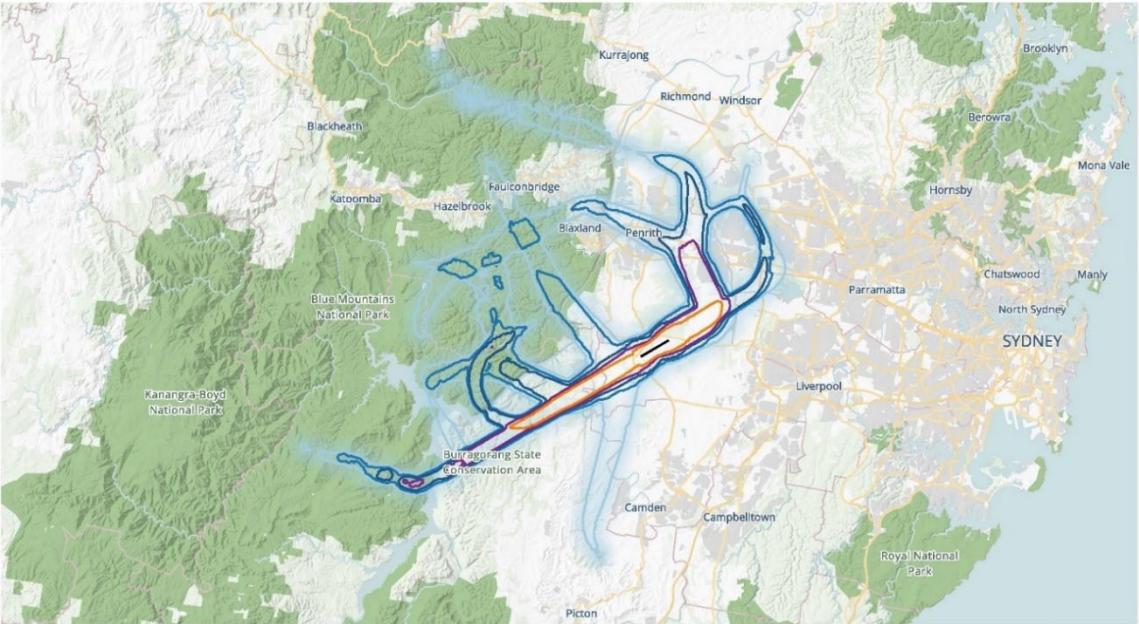 Kurrajong
Brooklyn
Richmond
Windsor
Berowra
Blackheath
Mona Vale
Faulconbridge
Hornsby
Katoomba
Hazelbrook
Blaxland
Penrith
Chatswood
Manly
Parramatta
Blue Mountains
National Park
North Sydney
SYDNEY
Liverpool
Kanangra-Boyd
National Park
Burragorang State
Conservation Area
Camden
Campbelltown
Royal National
Park
Picton